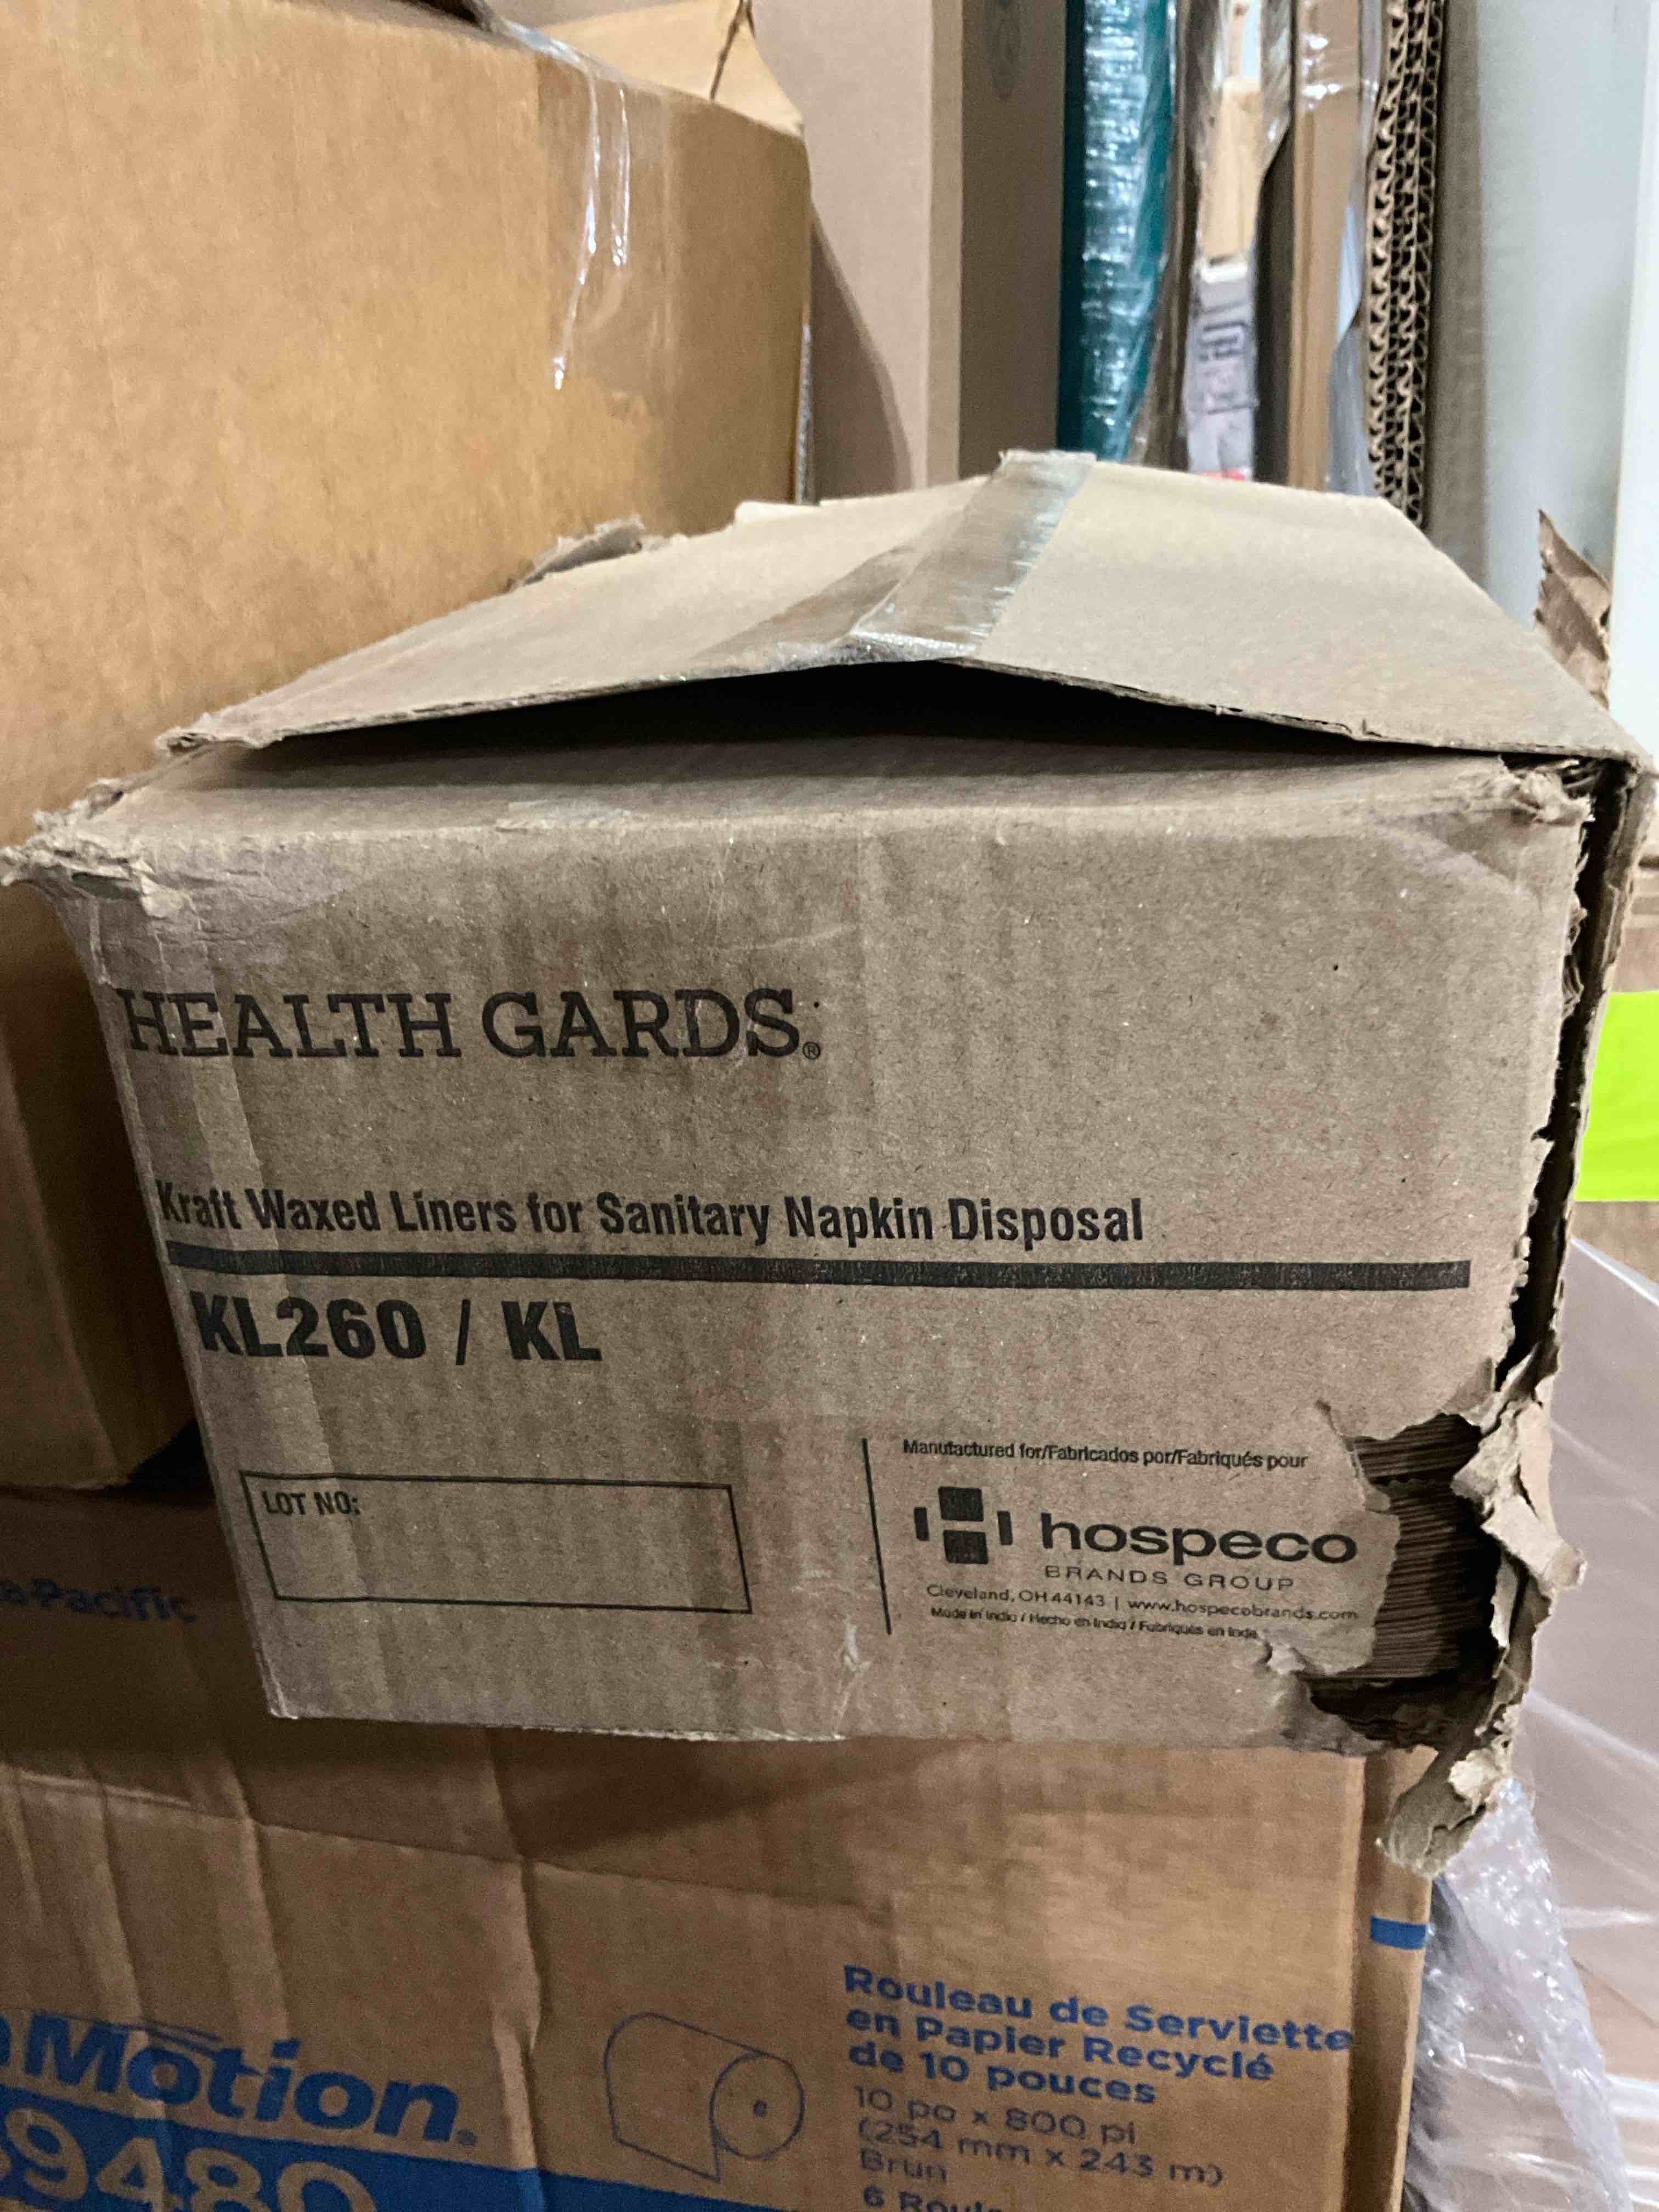 HEALTH GARDS®
Kraft Waxed Liners for Sanitary Napkin Disposal
KL260 / KL
LOT NO:
Manufactured for/Fabricados por/Fabriqués pour
hospeco
BRANDS GROUP
Cleveland, OH 44143 | www.hospecobrands.com
Made in India / Hecho en India / Fabriqués en Inde
a-Pacific
Motion®
Rouleau de Serviette
en Papier Recyclé
de 10 pouces
10 po x 800 pi
(254 mm x 243 m)
Brun
6 Roul